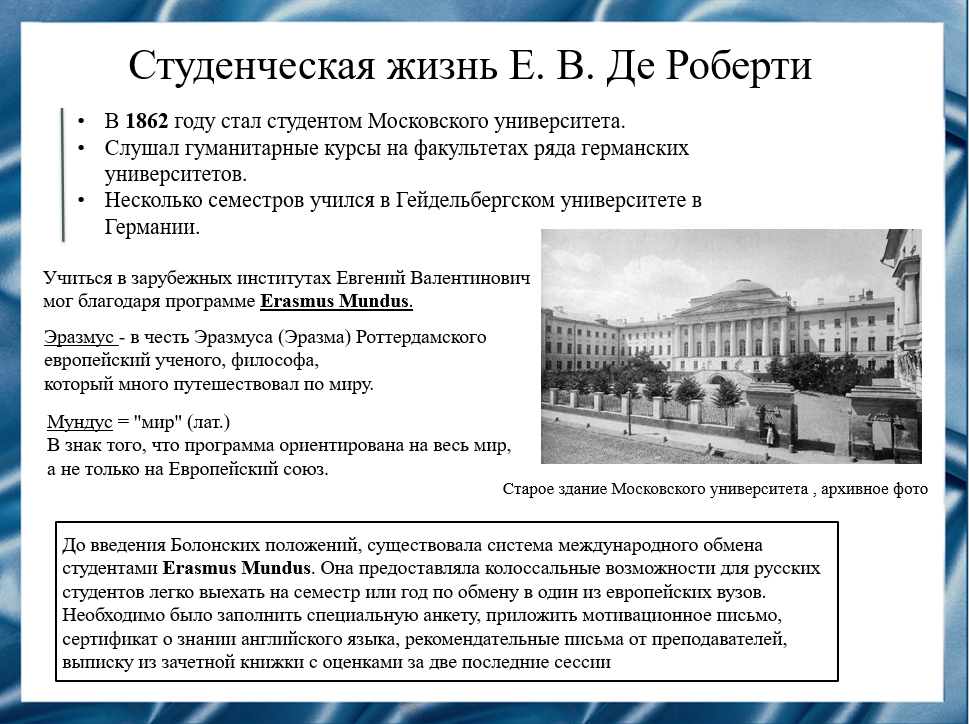 Студенческая жизнь Е. В. Де Роберти
• В 1862 году стал студентом Московского университета.
• Слушал гуманитарные курсы на факультетах ряда германских
университетов.
• Несколько семестров учился в Гейдельбергском университете в
Германии.
Учиться в зарубежных институтах Евгений Валентинович
мог благодаря программе Erasmus Mundus.
Эразмус - в честь Эразмуса (Эразма) Роттердамского
европейский ученого, философа,
который много путешествовал по миру.
Мундус = "мир" (лат.)
В знак того, что программа ориентирована на весь мир,
а не только на Европейский союз.
Старое здание Московского университета , архивное фото
До введения Болонских положений, существовала система международного обмена
студентами Erasmus Mundus. Она предоставляла колоссальные возможности для русских
студентов легко выехать на семестр или год по обмену в один из европейских вузов.
Необходимо было заполнить специальную анкету, приложить мотивационное письмо,
сертификат о знании английского языка, рекомендательные письма от преподавателей,
выписку из зачетной книжки с оценками за две последние сессии